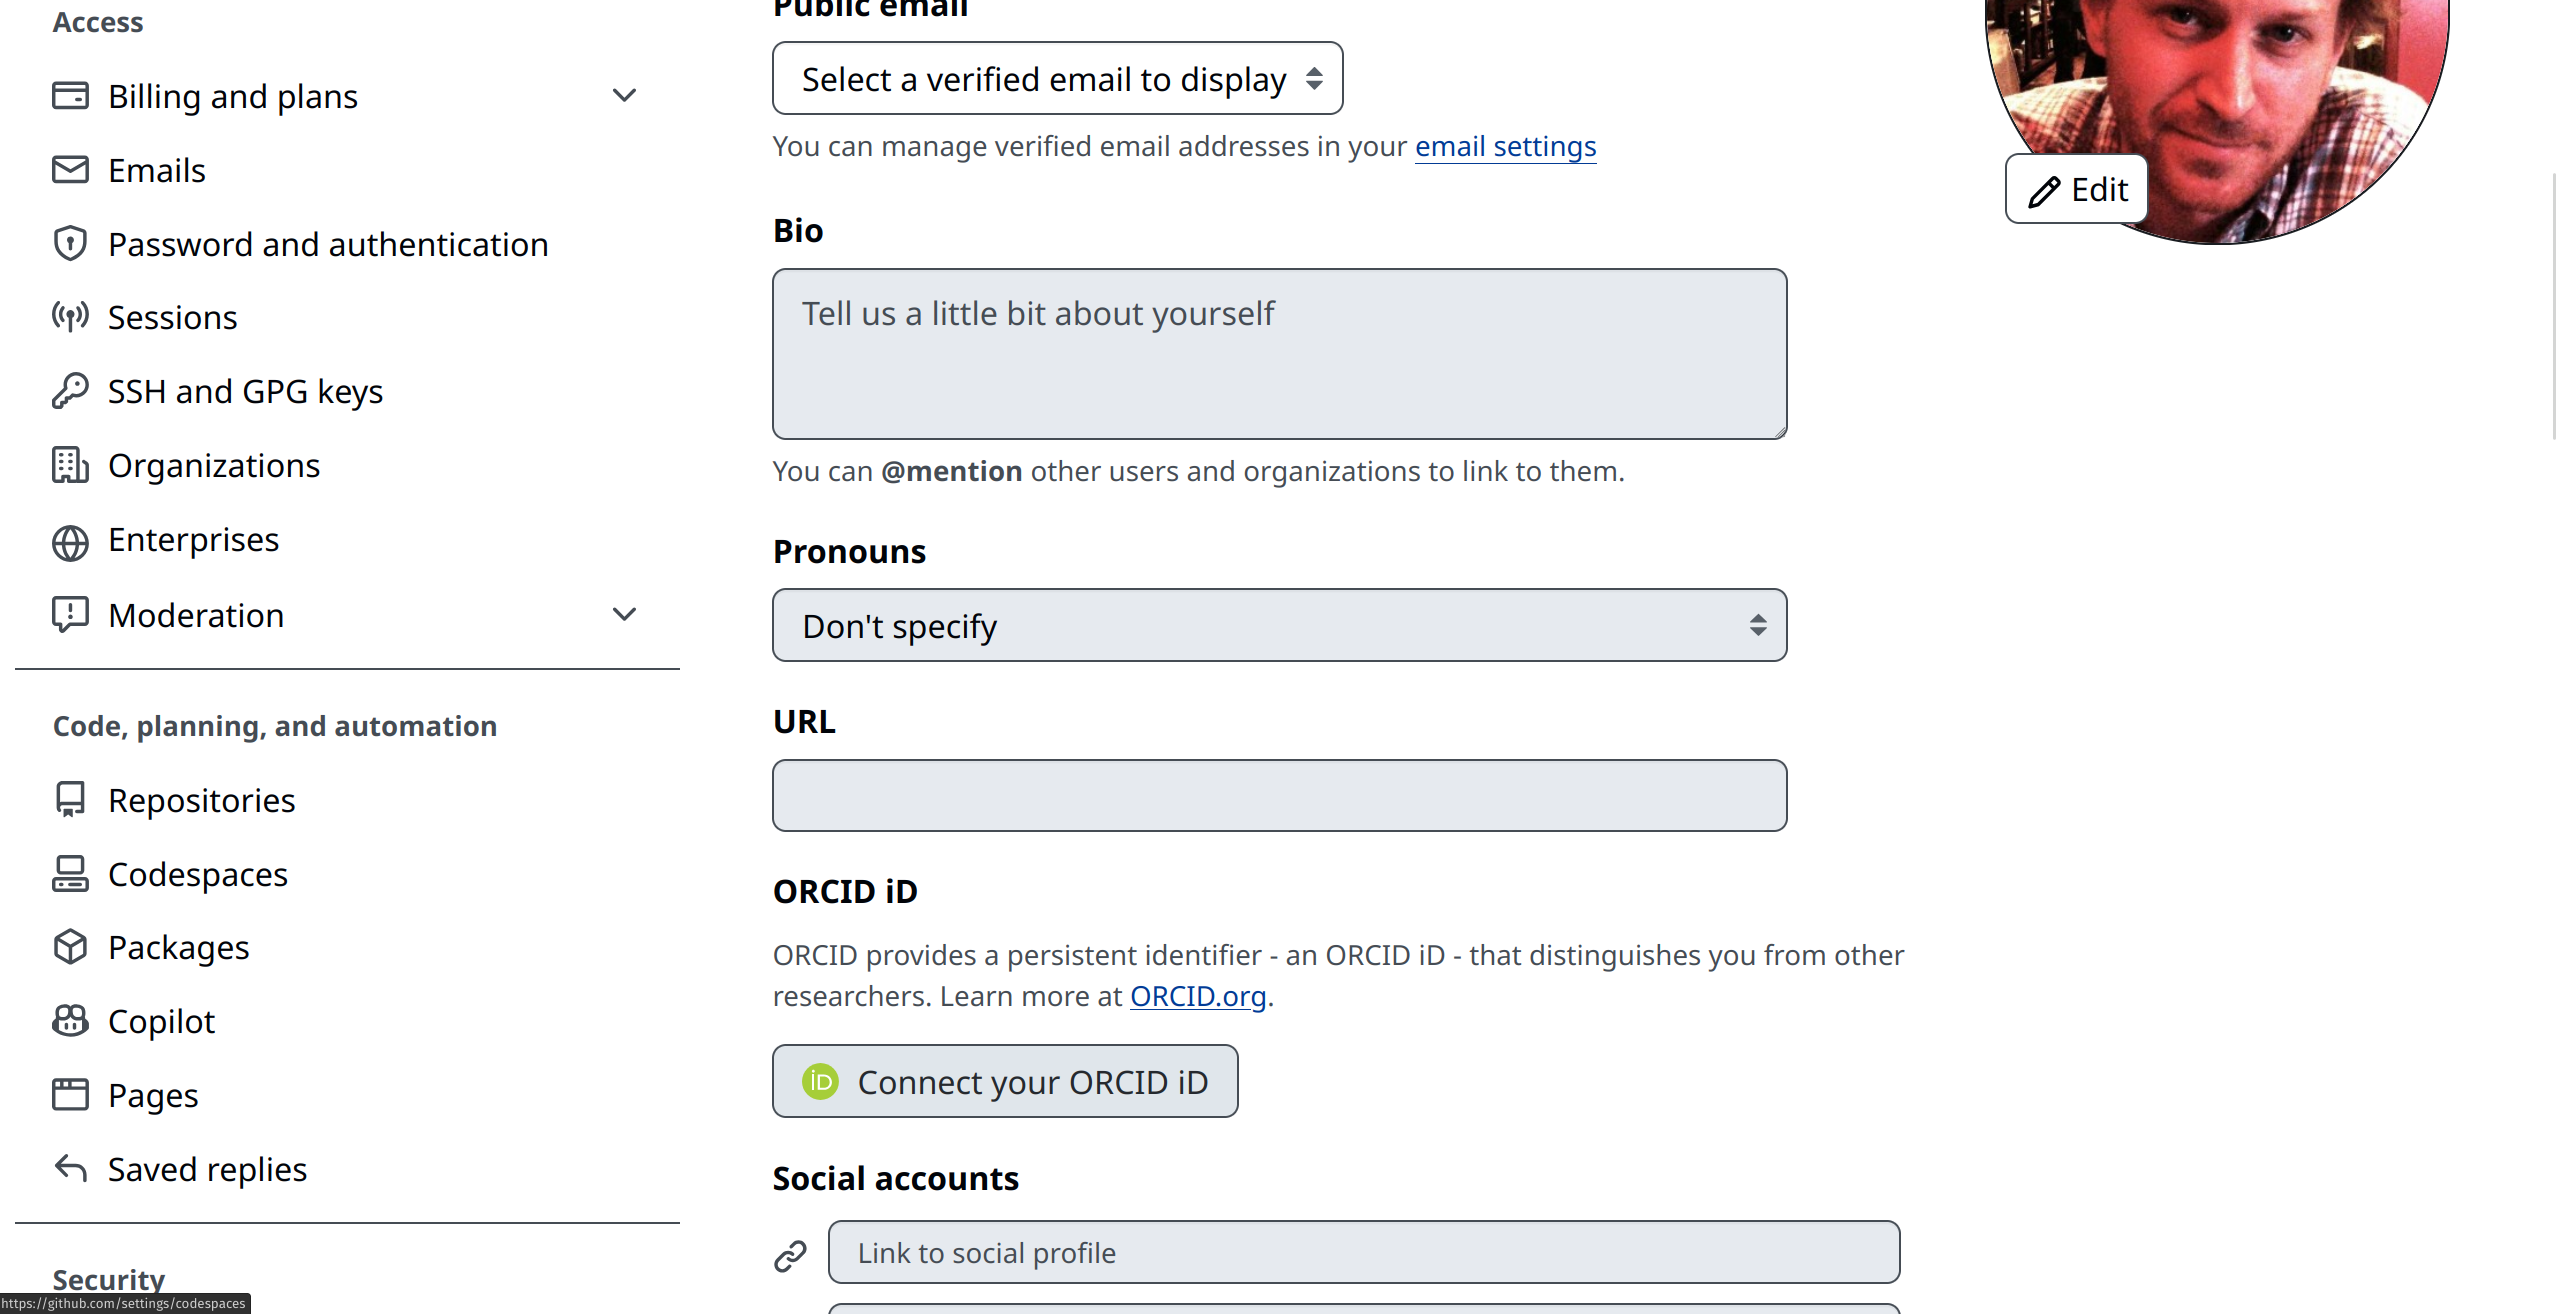 Access
Billing and plans
Emails
Password and authentication
Sessions
SSH and GPG keys
Organizations
Enterprises
Moderation
Code, planning, and automation
Repositories
Codespaces
Packages
Copilot
Pages
Saved replies
Security
https://github.com/settings/codespaces
Public email
Select a verified email to display
You can manage verified email addresses in your email settings
Bio
Tell us a little bit about yourself
You can @mention other users and organizations to link to them.
Pronouns
Don't specify
URL
ORCID iD
ORCID provides a persistent identifier - an ORCID iD - that distinguishes you from other
researchers. Learn more at ORCID.org.
iD Connect your ORCID iD
Social accounts
Link to social profile
Edit